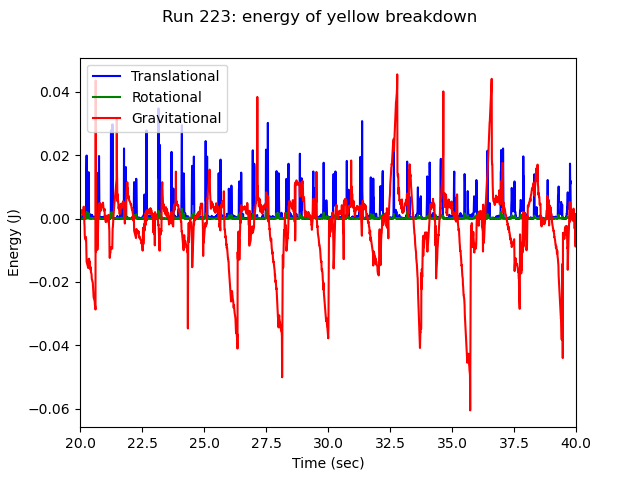 Run 223: energy of yellow breakdown
Translational
Rotational
Gravitational
0.04
0.02
0.00
−0.02
−0.04
−0.06
Energy (J)
20.0 22.5 25.0 27.5 30.0 32.5 35.0 37.5 40.0
Time (sec)